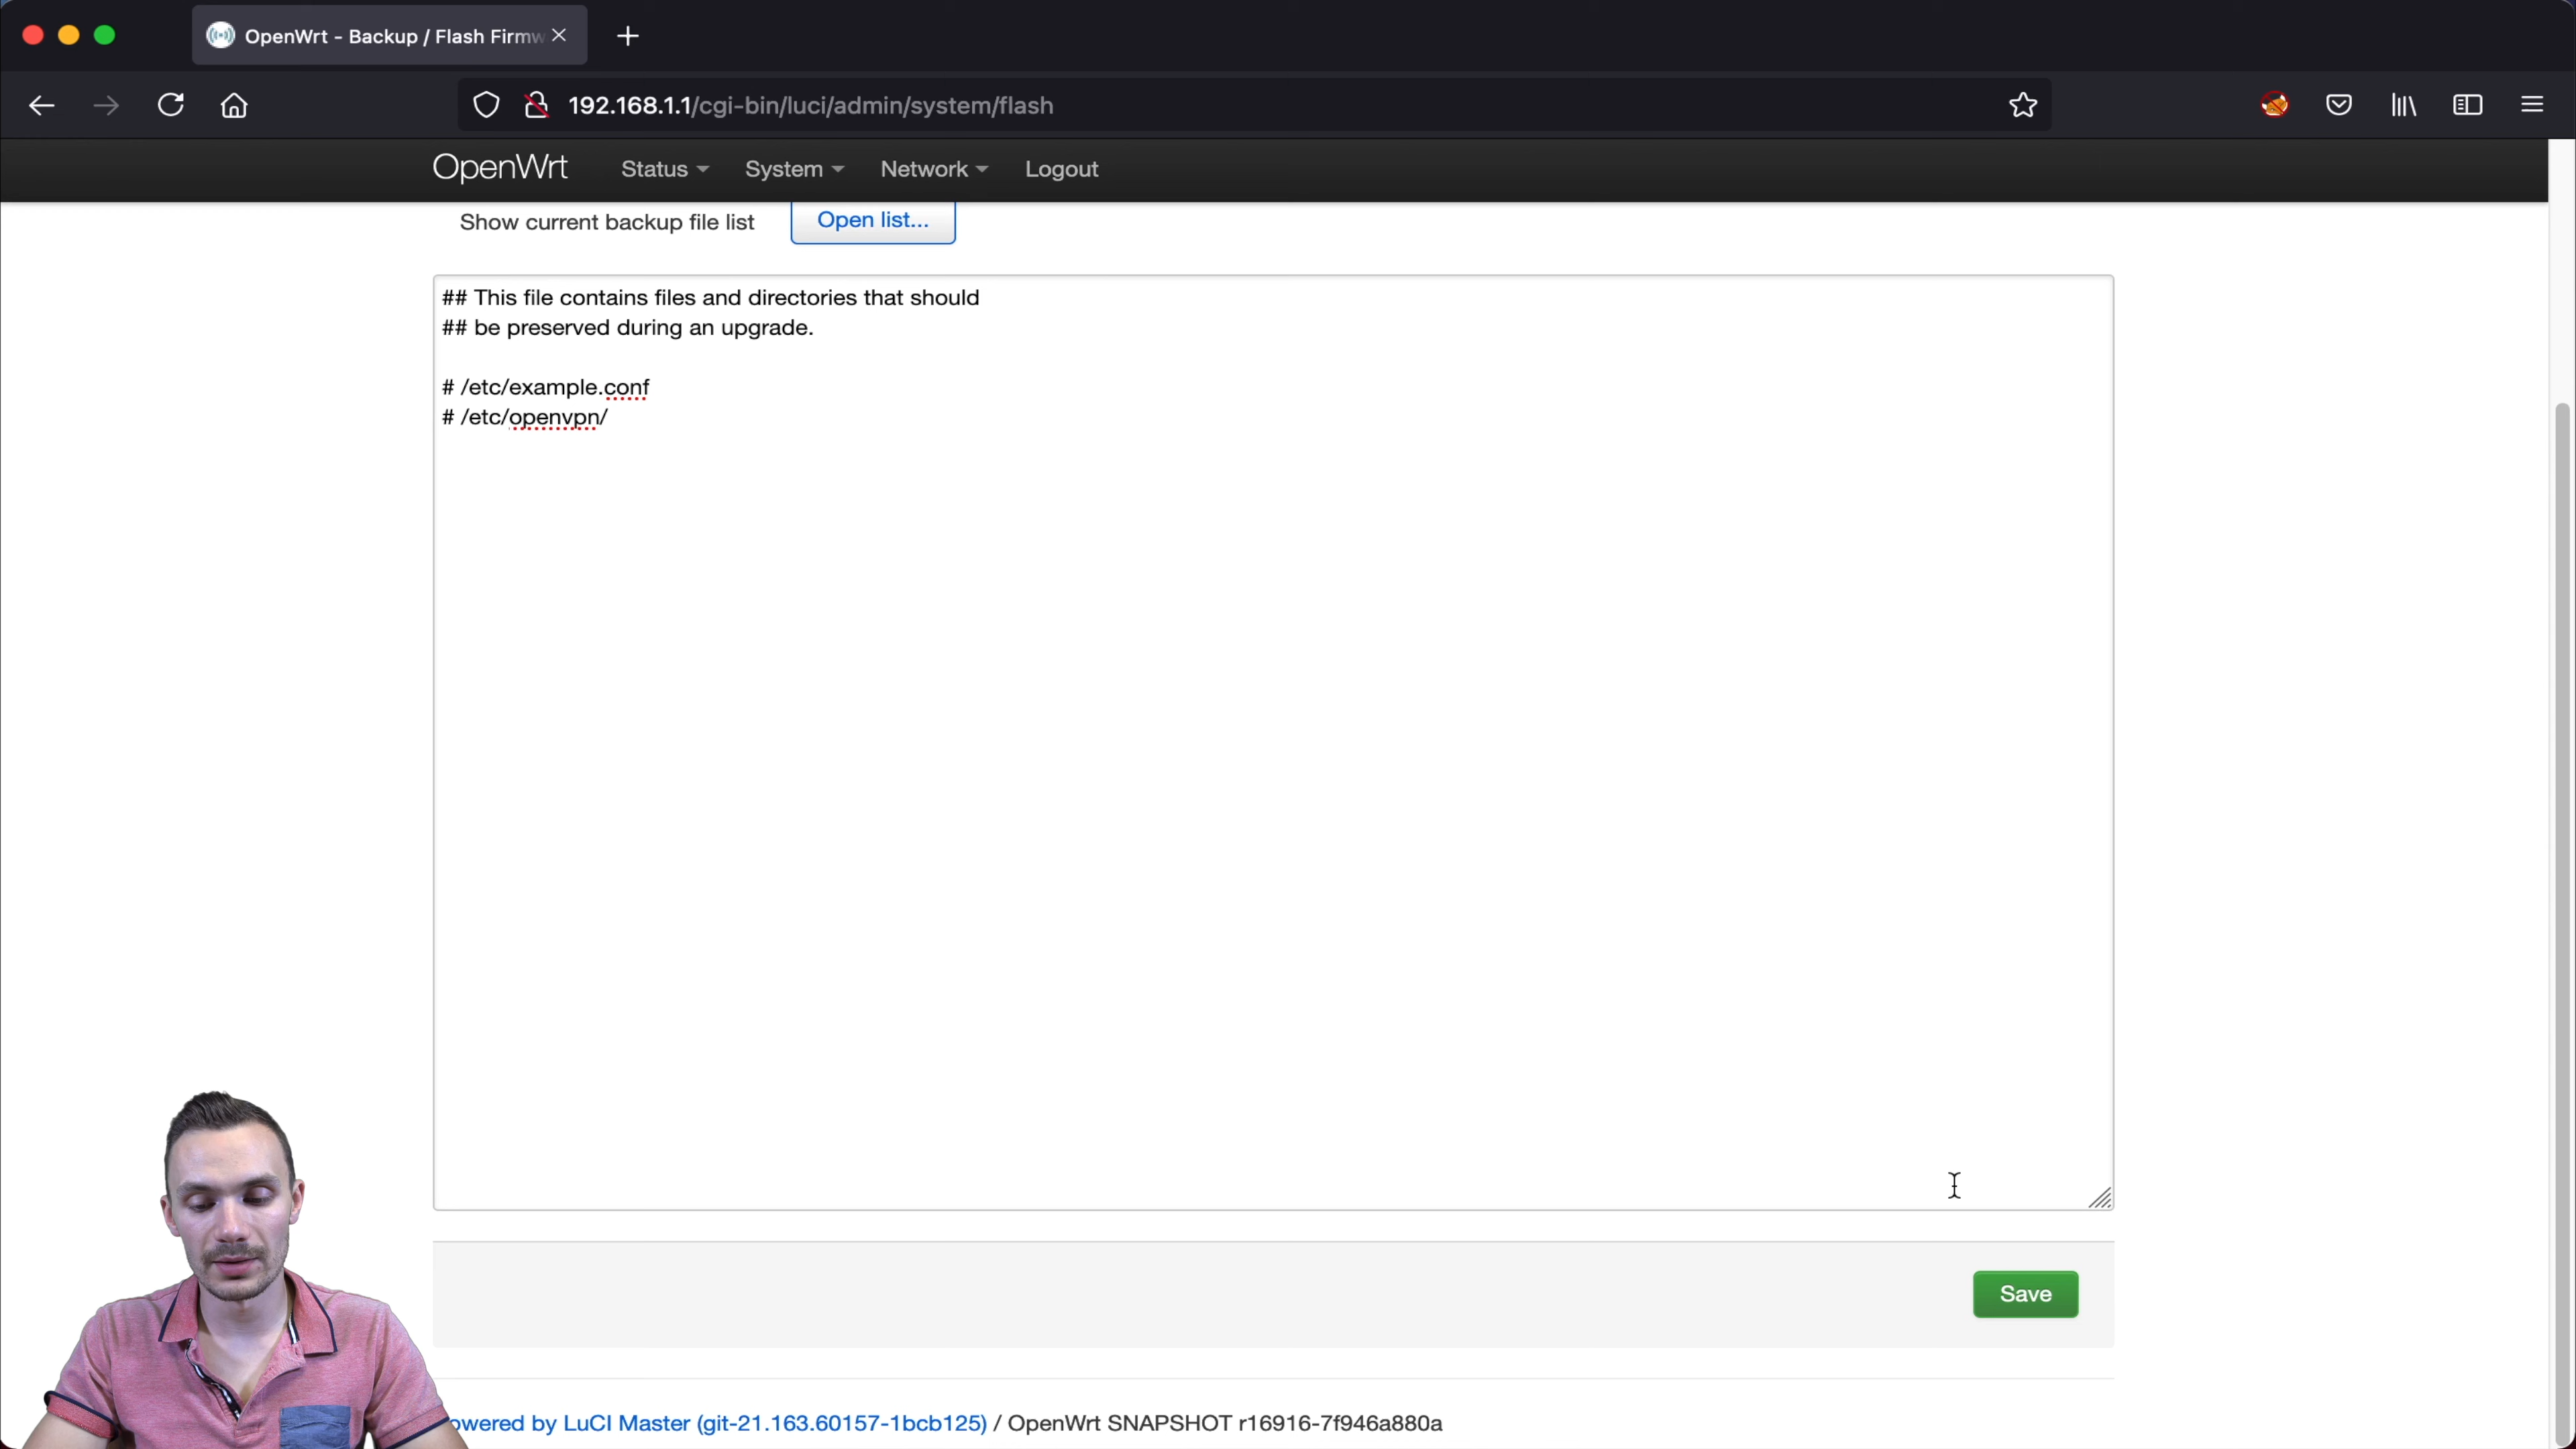 OpenWrt - Backup / Flash Firmw
192.168.1.1/cgi-bin/luci/admin/system/flash
OpenWrt Status System Network Logout
Show current backup file list Open list...
## This file contains files and directories that should
## be preserved during an upgrade.
# /etc/example.conf
# /etc/openvpn/
Save
owered by LuCI Master (git-21.163.60157-1bcb125) / OpenWrt SNAPSHOT r16916-7f946a880a